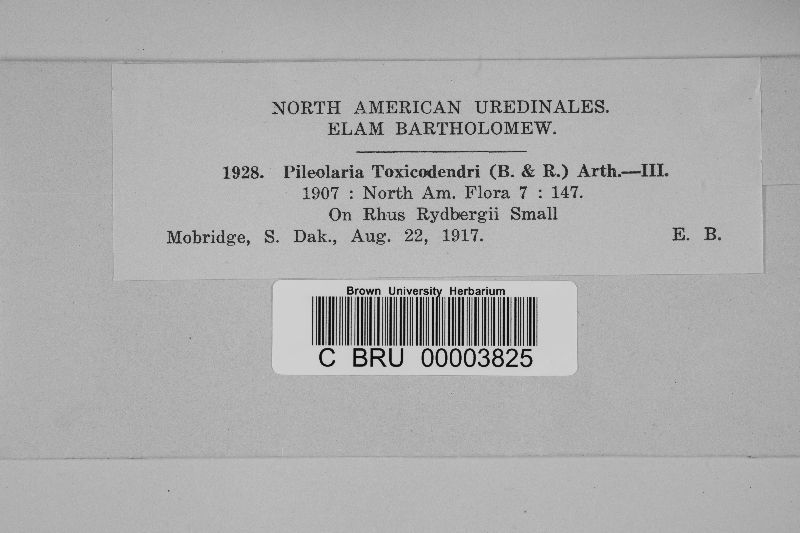 NORTH AMERICAN UREDINALES.
ELAM BARTHOLOMEW.
1928. Pileolaria Toxicodendri (B. & R.) Arth.—III.
1907 : North Am. Flora 7 : 147.
On Rhus Rydbergii Small
Mobridge, S. Dak., Aug. 22, 1917. E. B.
Brown University Herbarium
C BRU 00003825